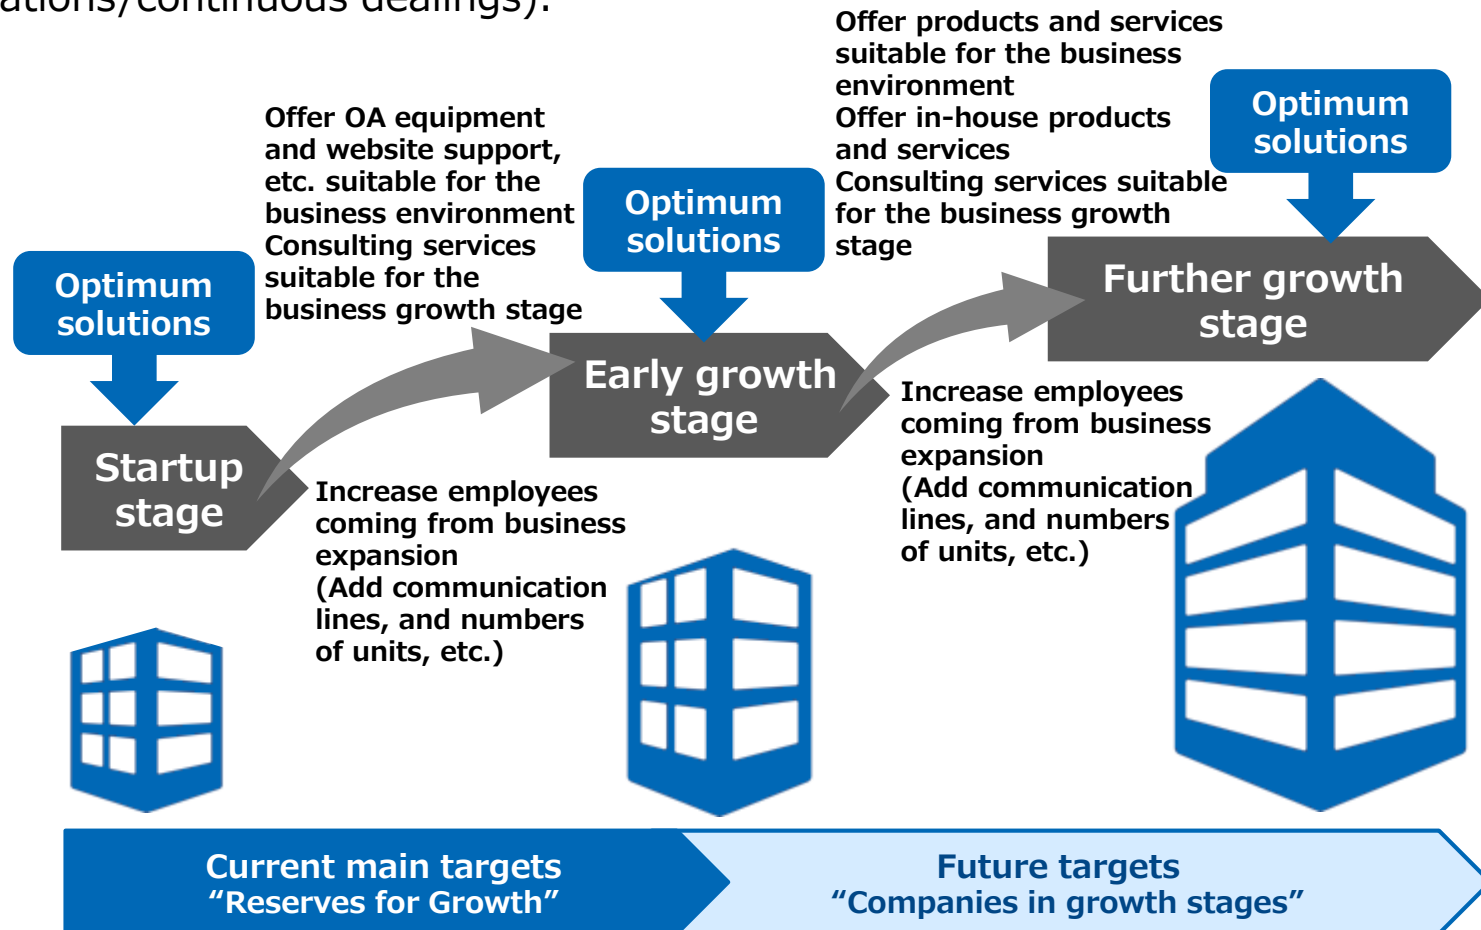 ations/continuous dealings).
Offer products and services
suitable for the business
environment
Offer in-house products
and services
Consulting services suitable
for the business growth
stage
Optimum
solutions
Offer OA equipment
and website support,
etc. suitable for the
business environment
Consulting services
suitable for the
business growth stage
Optimum
solutions
Optimum
solutions
Further growth
stage
Early growth
stage
Startup
stage
Increase employees
coming from business
expansion
(Add communication
lines, and numbers
of units, etc.)
Increase employees
coming from business
expansion
(Add communication
lines, and numbers
of units, etc.)
Current main targets
“Reserves for Growth”
Future targets
“Companies in growth stages”